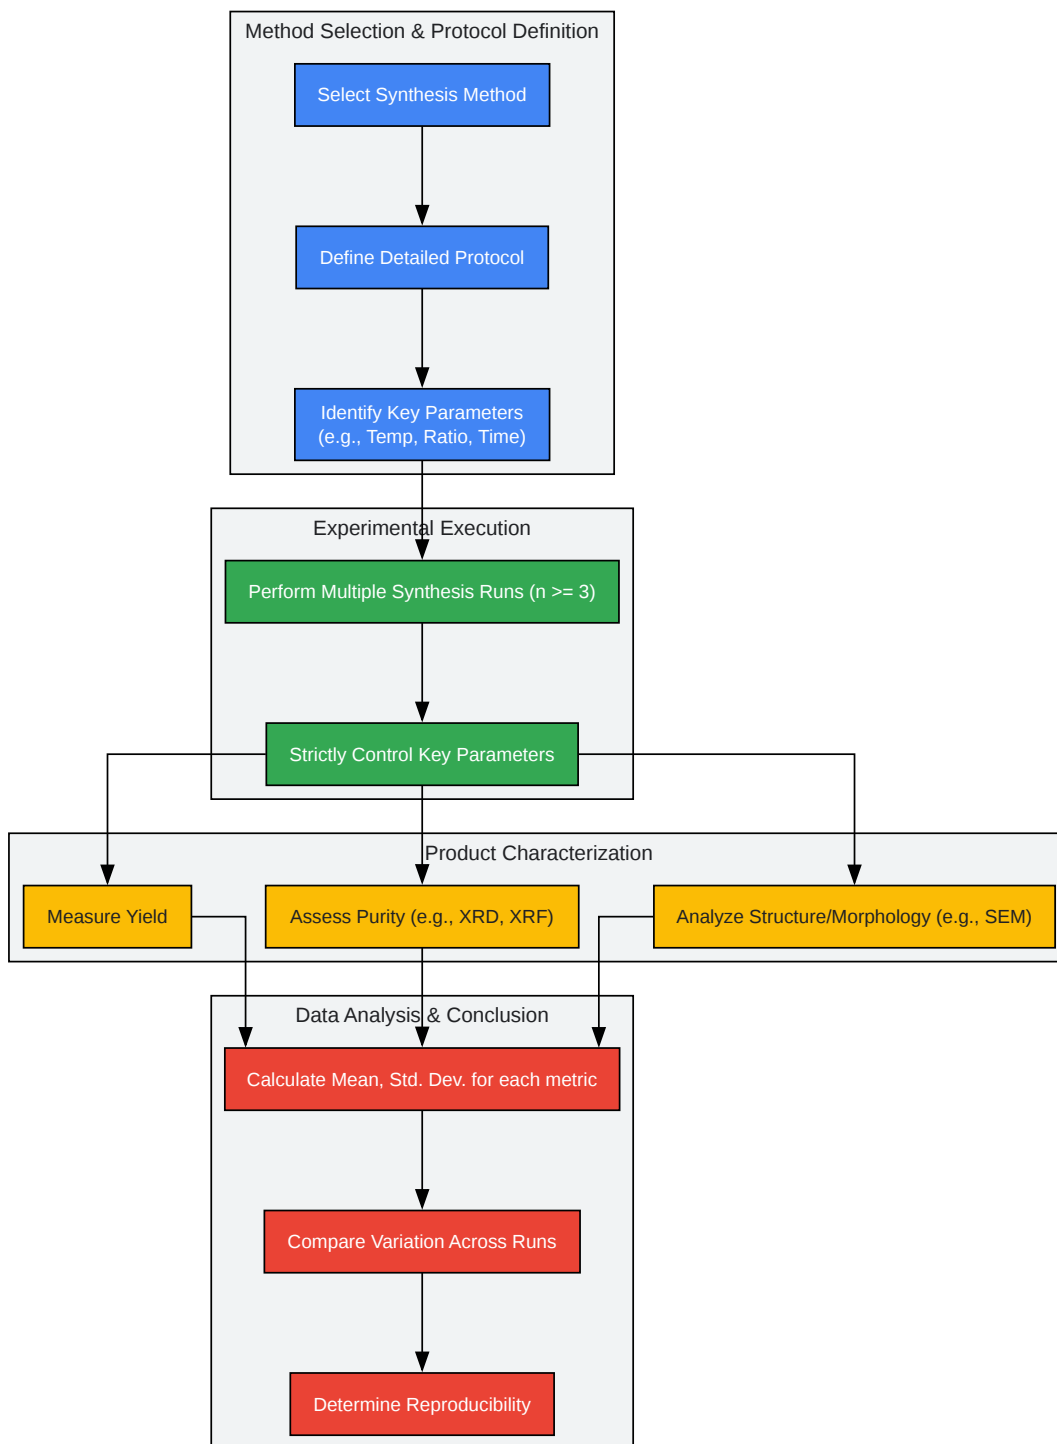 Method Selection & Protocol Definition
Select Synthesis Method
Define Detailed Protocol
Identify Key Parameters
(e.g., Temp, Ratio, Time)
Experimental Execution
Perform Multiple Synthesis Runs (n >= 3)
Strictly Control Key Parameters
Product Characterization
Measure Yield
Assess Purity (e.g., XRD, XRF)
Analyze Structure/Morphology (e.g., SEM)
Data Analysis & Conclusion
Calculate Mean, Std. Dev. for each metric
Compare Variation Across Runs
Determine Reproducibility